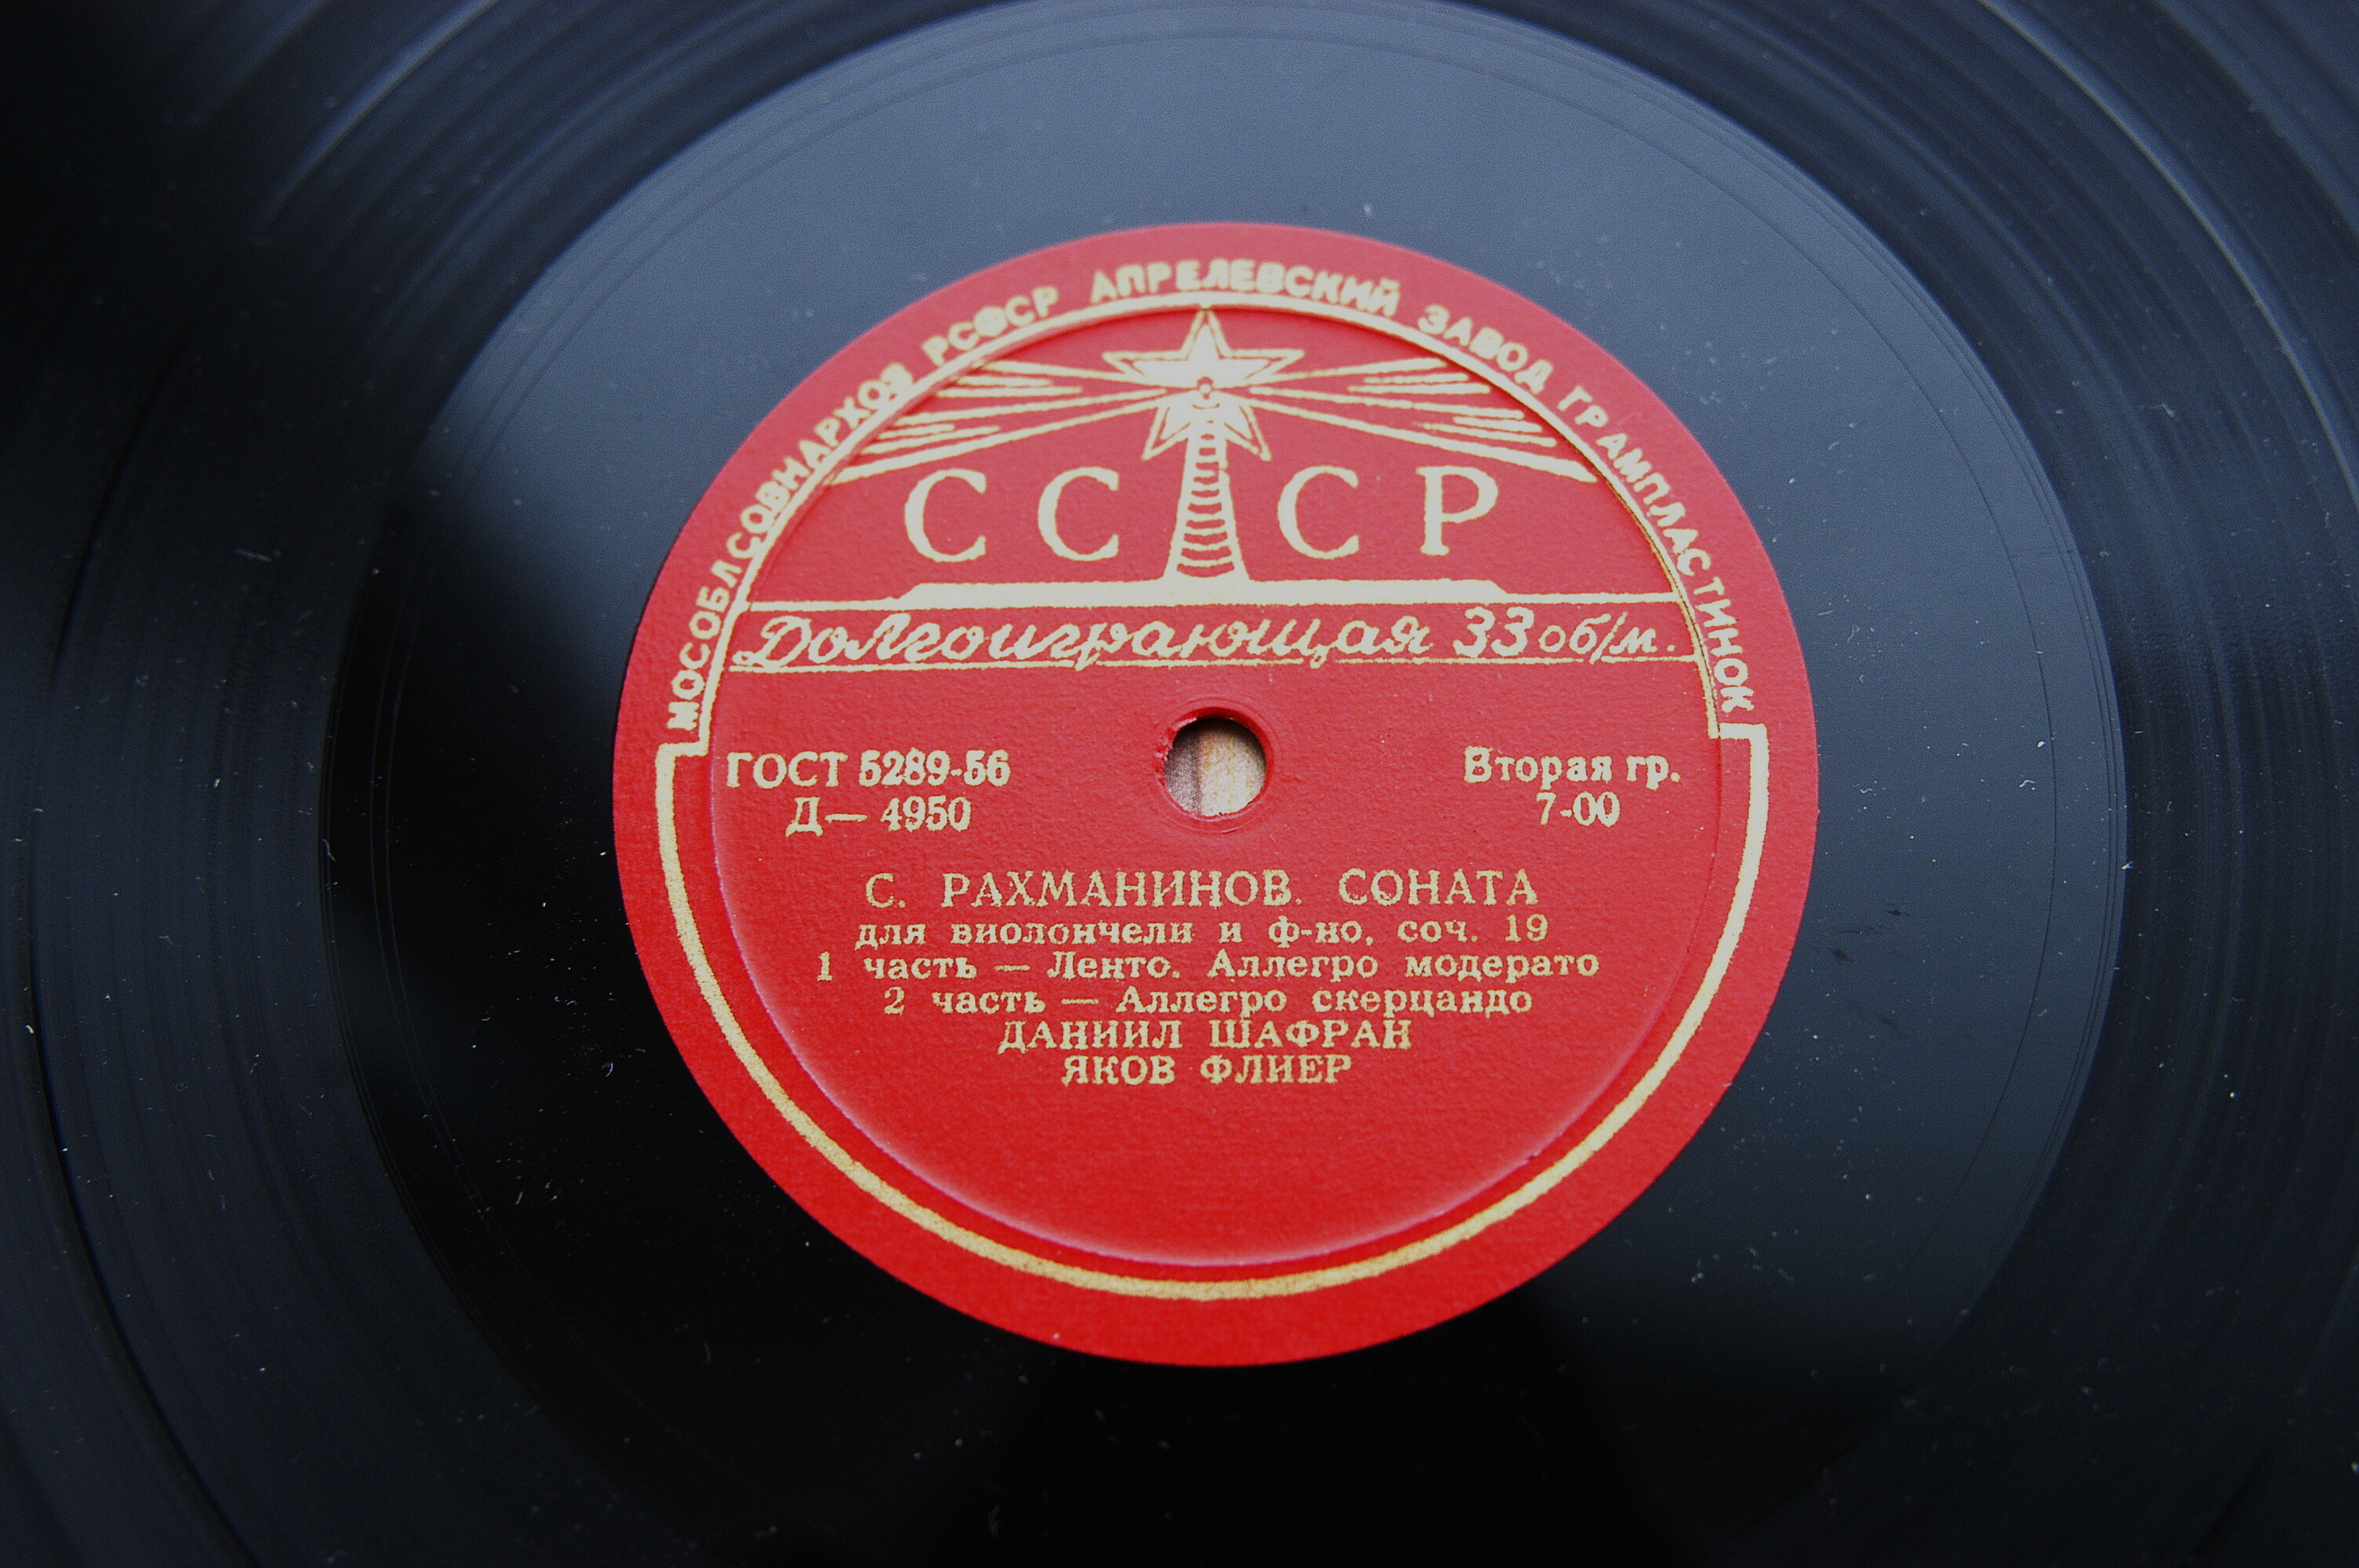 МОСОБЛСОВНАРХОЗ РСФСР АПРЕЛЕВСКИЙ ЗАВОД ГРАМПЛАСТИНОК
СССР
Долгоиграющая 33 об/м.
ГОСТ 5289-56
Д— 4950
Вторая гр.
7-00
С. РАХМАНИНОВ. СОНАТА
для виолончели и ф-но, соч. 19
1 часть — Ленто. Аллегро модерато
2 часть — Аллегро скерцандо
ДАНИИЛ ШАФРАН
ЯКОВ ФЛИЕР